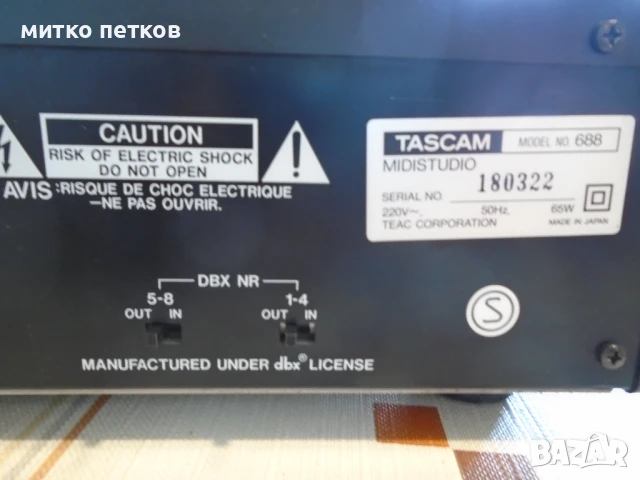 митко петков
CAUTION
RISK OF ELECTRIC SHOCK
DO NOT OPEN
AVIS :RISQUE DE CHOC ELECTRIQUE
–NE PAS OUVRIR.
TASCAM MODEL NO. 688
MIDISTUDIO
SERIAL NO. 180322
220V~, 50Hz, 65W
TEAC CORPORATION MADE IN JAPAN
S
DBX NR
5-8 1-4
OUT IN OUT IN
MANUFACTURED UNDER dbx® LICENSE
BAZAR